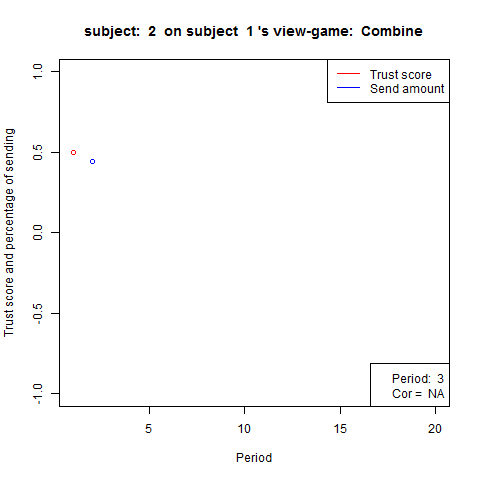 subject:  2  on subject  1 's view-game:  Combine
Trust score
Send amount
Trust score and percentage of sending
1.0
0.5
0.0
-0.5
-1.0
Period:  3
Cor =  NA
5
10
15
20
Period